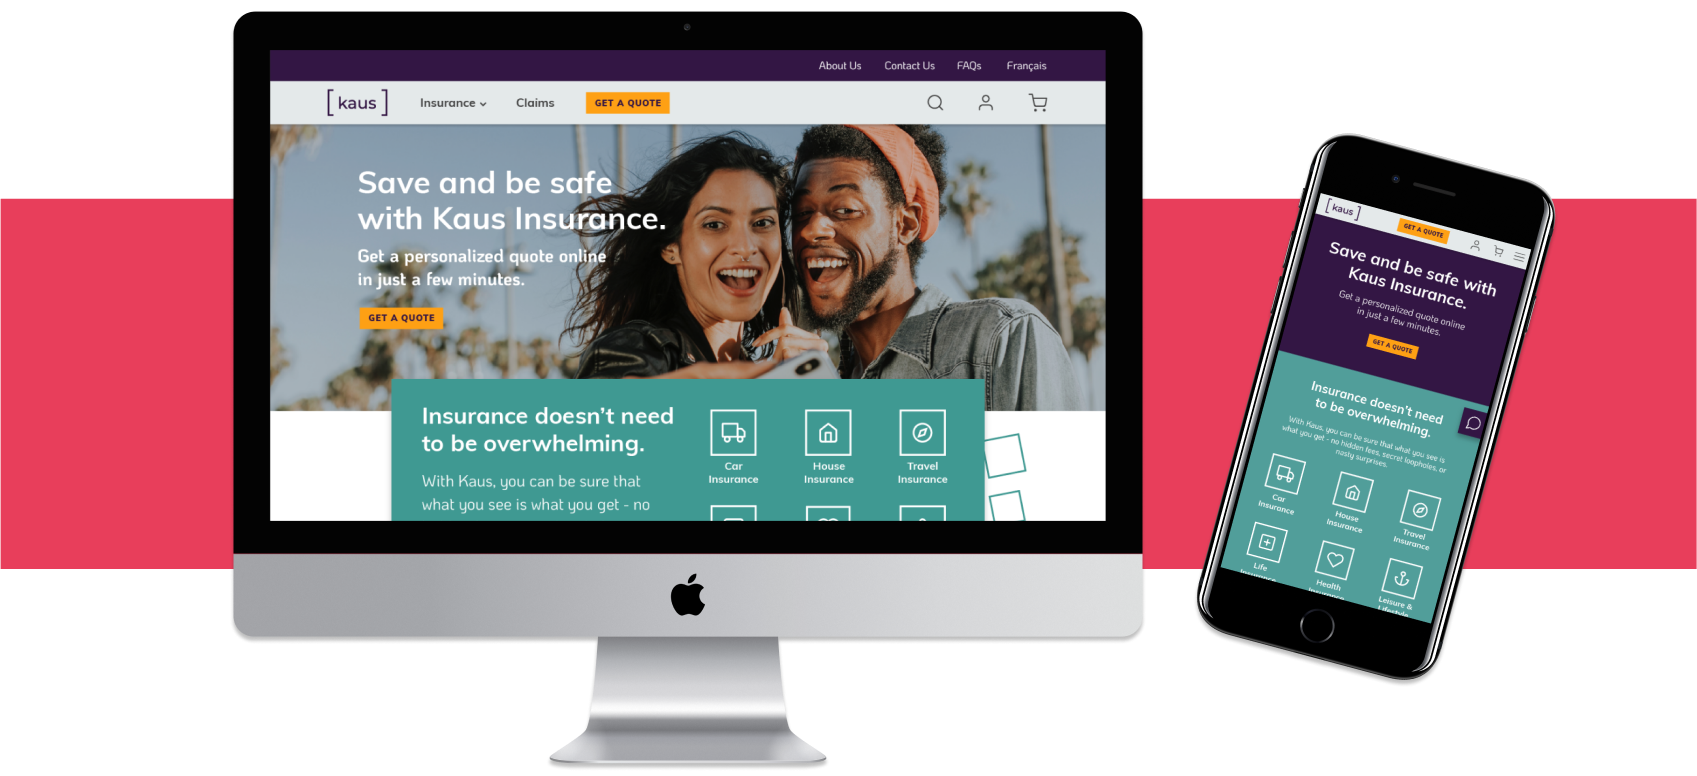 About Us Contact Us FAQs Français
[kaus] Insurance Claims GET A QUOTE
Save and be safe
with Kaus Insurance.
Get a personalized quote online
in just a few minutes.
GET A QUOTE
Insurance doesn't need
to be overwhelming.
With Kaus, you can be sure that
what you see is what you get - no
Car
Insurance
House
Insurance
Travel
Insurance
[kaus] GET A QUOTE
Save and be safe with
Kaus Insurance.
Get a personalized quote online
in just a few minutes.
GET A QUOTE
Insurance doesn't need
to be overwhelming.
With Kaus, you can be sure that what you see is
what you get - no hidden fees, secret loopholes, or
nasty surprises.
Car
Insurance
House
Insurance
Travel
Insurance
Life
Insurance
Health
Insurance
Leisure &
Lifestyle